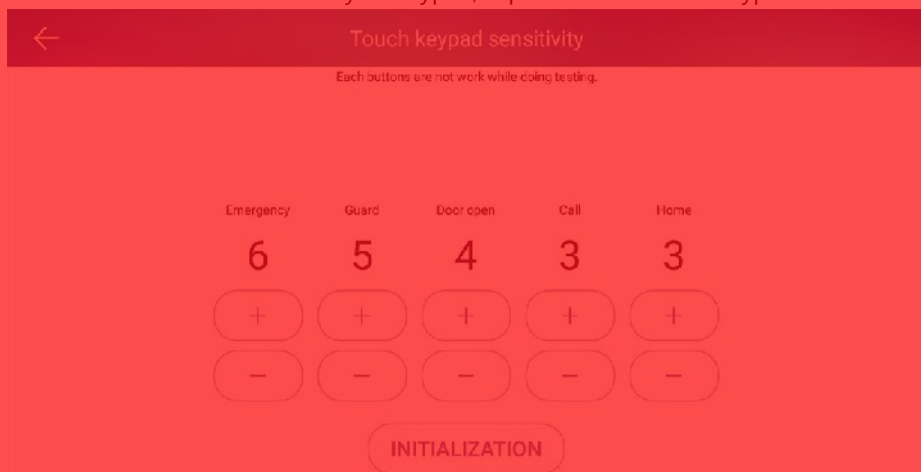 Touch keypad sensitivity
Each buttons are not work while doing testing.
Emergency Guard Door open Call Home
6 5 4 3 3
+ + + + +
− − − − −
INITIALIZATION